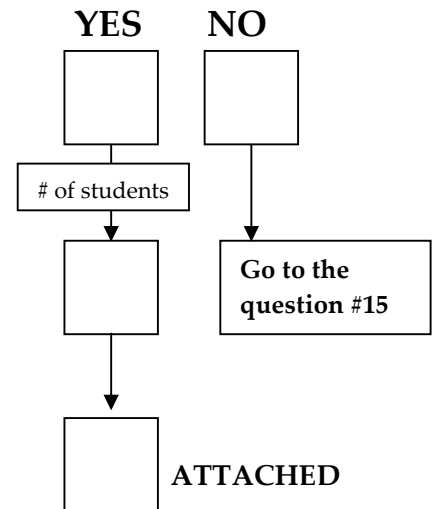 YES NO
# of students
Go to the
question #15
ATTACHED